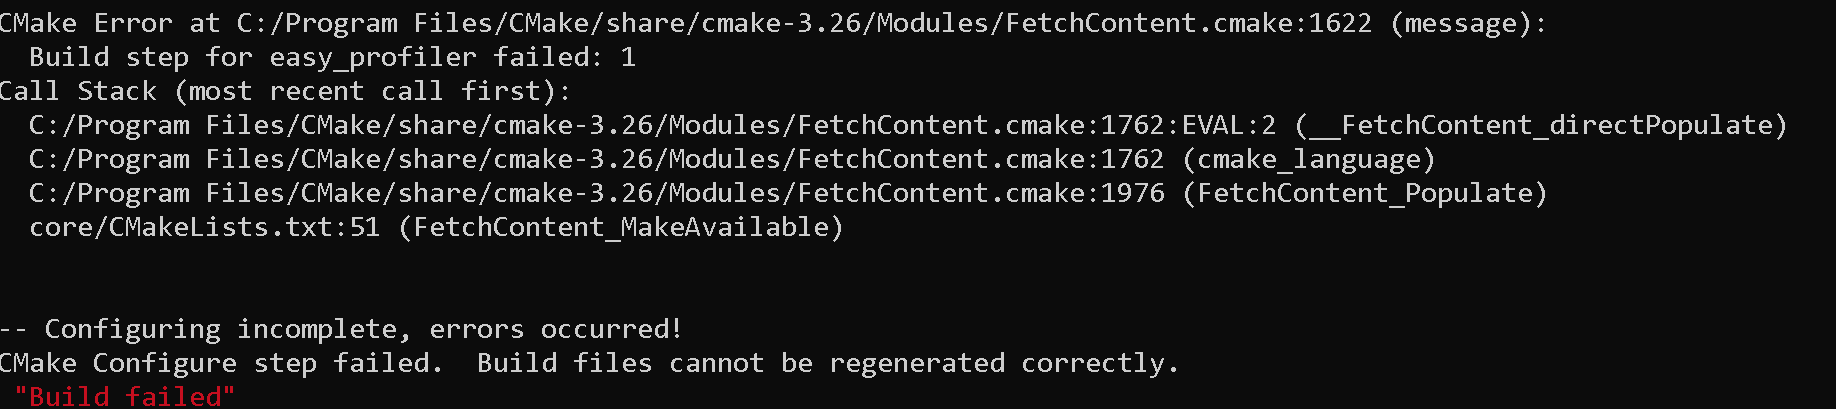 CMake Error at C:/Program Files/CMake/share/cmake-3.26/Modules/FetchContent.cmake:1622 (message):
  Build step for easy_profiler failed: 1
Call Stack (most recent call first):
  C:/Program Files/CMake/share/cmake-3.26/Modules/FetchContent.cmake:1762:EVAL:2 (__FetchContent_directPopulate)
  C:/Program Files/CMake/share/cmake-3.26/Modules/FetchContent.cmake:1762 (cmake_language)
  C:/Program Files/CMake/share/cmake-3.26/Modules/FetchContent.cmake:1976 (FetchContent_Populate)
  core/CMakeLists.txt:51 (FetchContent_MakeAvailable)
-- Configuring incomplete, errors occurred!
CMake Configure step failed.  Build files cannot be regenerated correctly.
 "Build failed"